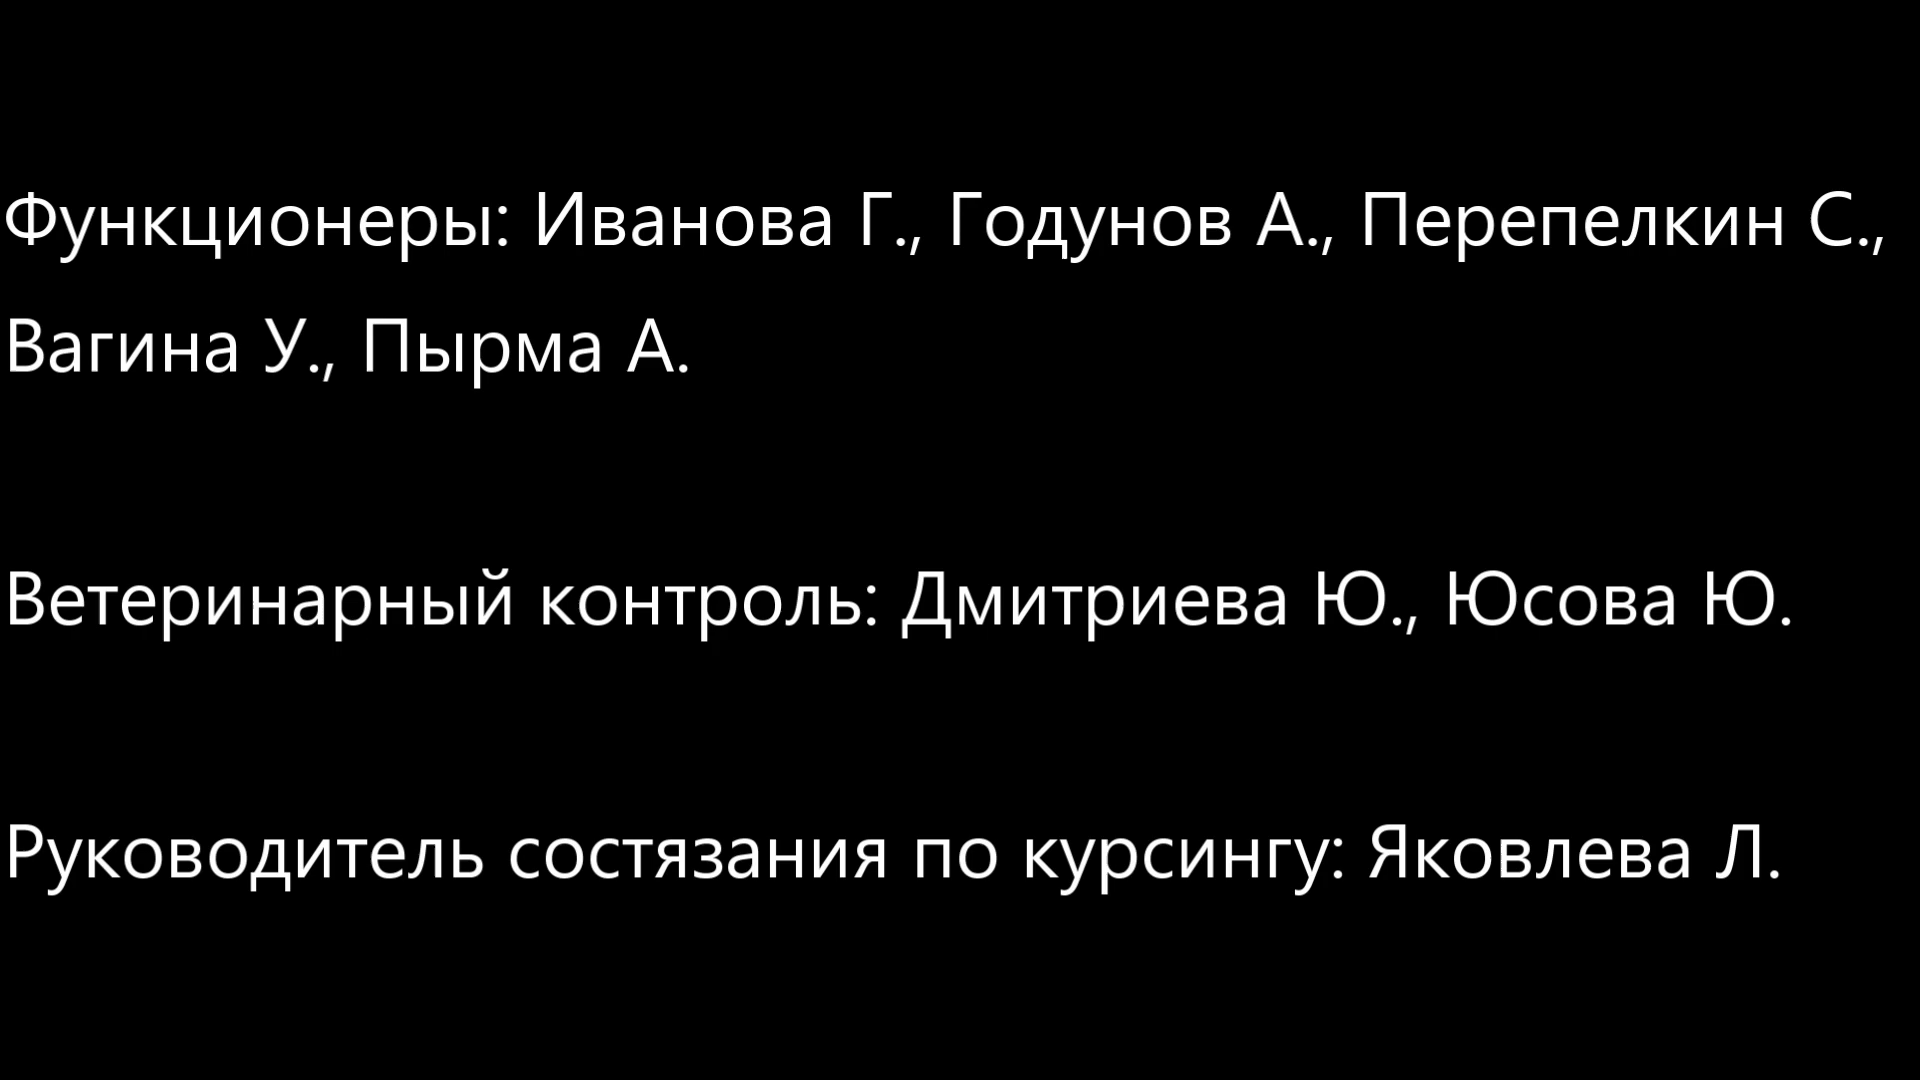 Функционеры: Иванова Г., Годунов А., Перепелкин С.,
Вагина У., Пырма А.
Ветеринарный контроль: Дмитриева Ю., Юсова Ю.
Руководитель состязания по курсингу: Яковлева Л.